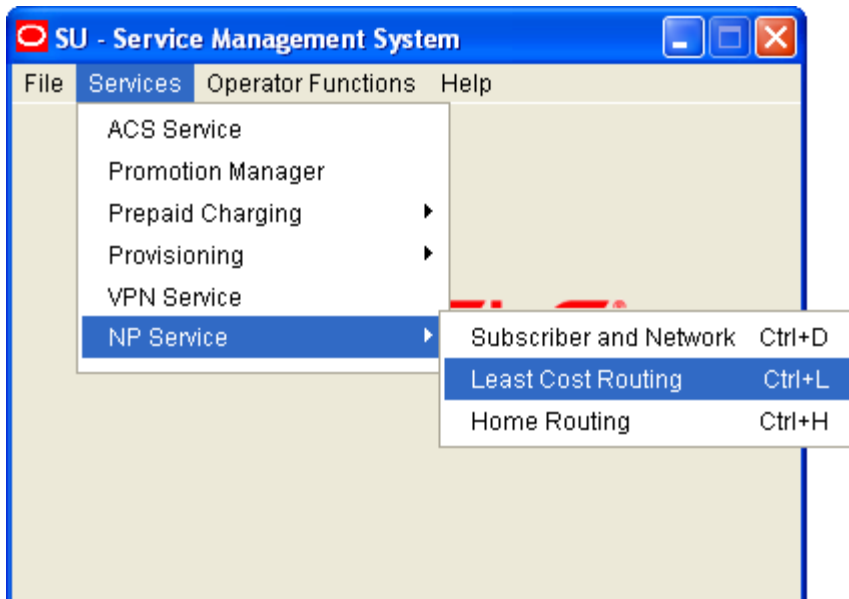 SU - Service Management System
File Services Operator Functions Help
ACS Service
Promotion Manager
Prepaid Charging
Provisioning
VPN Service
NP Service
Subscriber and Network Ctrl+D
Least Cost Routing Ctrl+L
Home Routing Ctrl+H